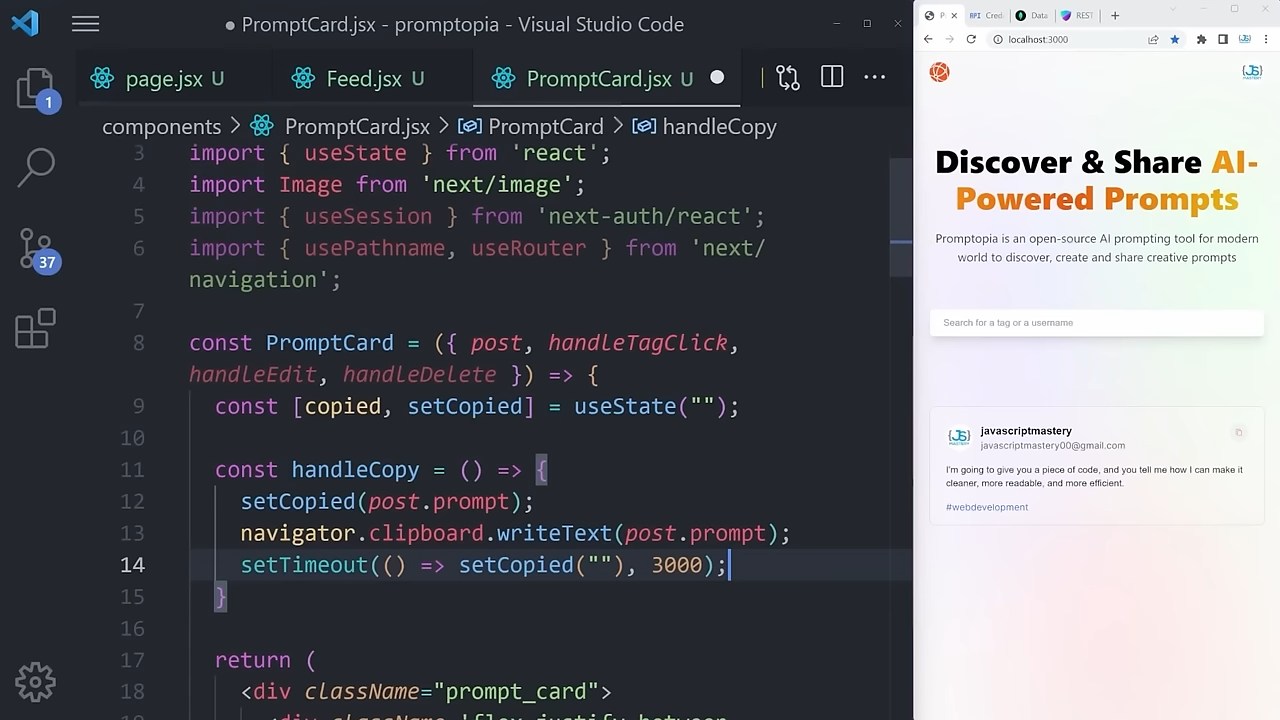 PromptCard.jsx - promptopia - Visual Studio Code
page.jsx U
Feed.jsx U
PromptCard.jsx U
components > PromptCard.jsx > PromptCard > handleCopy
1
37
3 import { useState } from 'react';
4 import Image from 'next/image';
5 import { useSession } from 'next-auth/react';
6 import { usePathname, useRouter } from 'next/
navigation';
7
8 const PromptCard = ({ post, handleTagClick,
handleEdit, handleDelete }) => {
9 const [copied, setCopied] = useState("");
10
11 const handleCopy = () => {
12 setCopied(post.prompt);
13 navigator.clipboard.writeText(post.prompt);
14 setTimeout(() => setCopied(""), 3000);
15 }
16
17 return (
18 <div className="prompt_card">
API Cred
Data
REST
localhost:3000
JS
Discover & Share AI-
Powered Prompts
Promptopia is an open-source AI prompting tool for modern
world to discover, create and share creative prompts
Search for a tag or a username
JS
javascriptmastery
javascriptmastery00@gmail.com
I'm going to give you a piece of code, and you tell me how I can make it
cleaner, more readable, and more efficient.
#webdevelopment